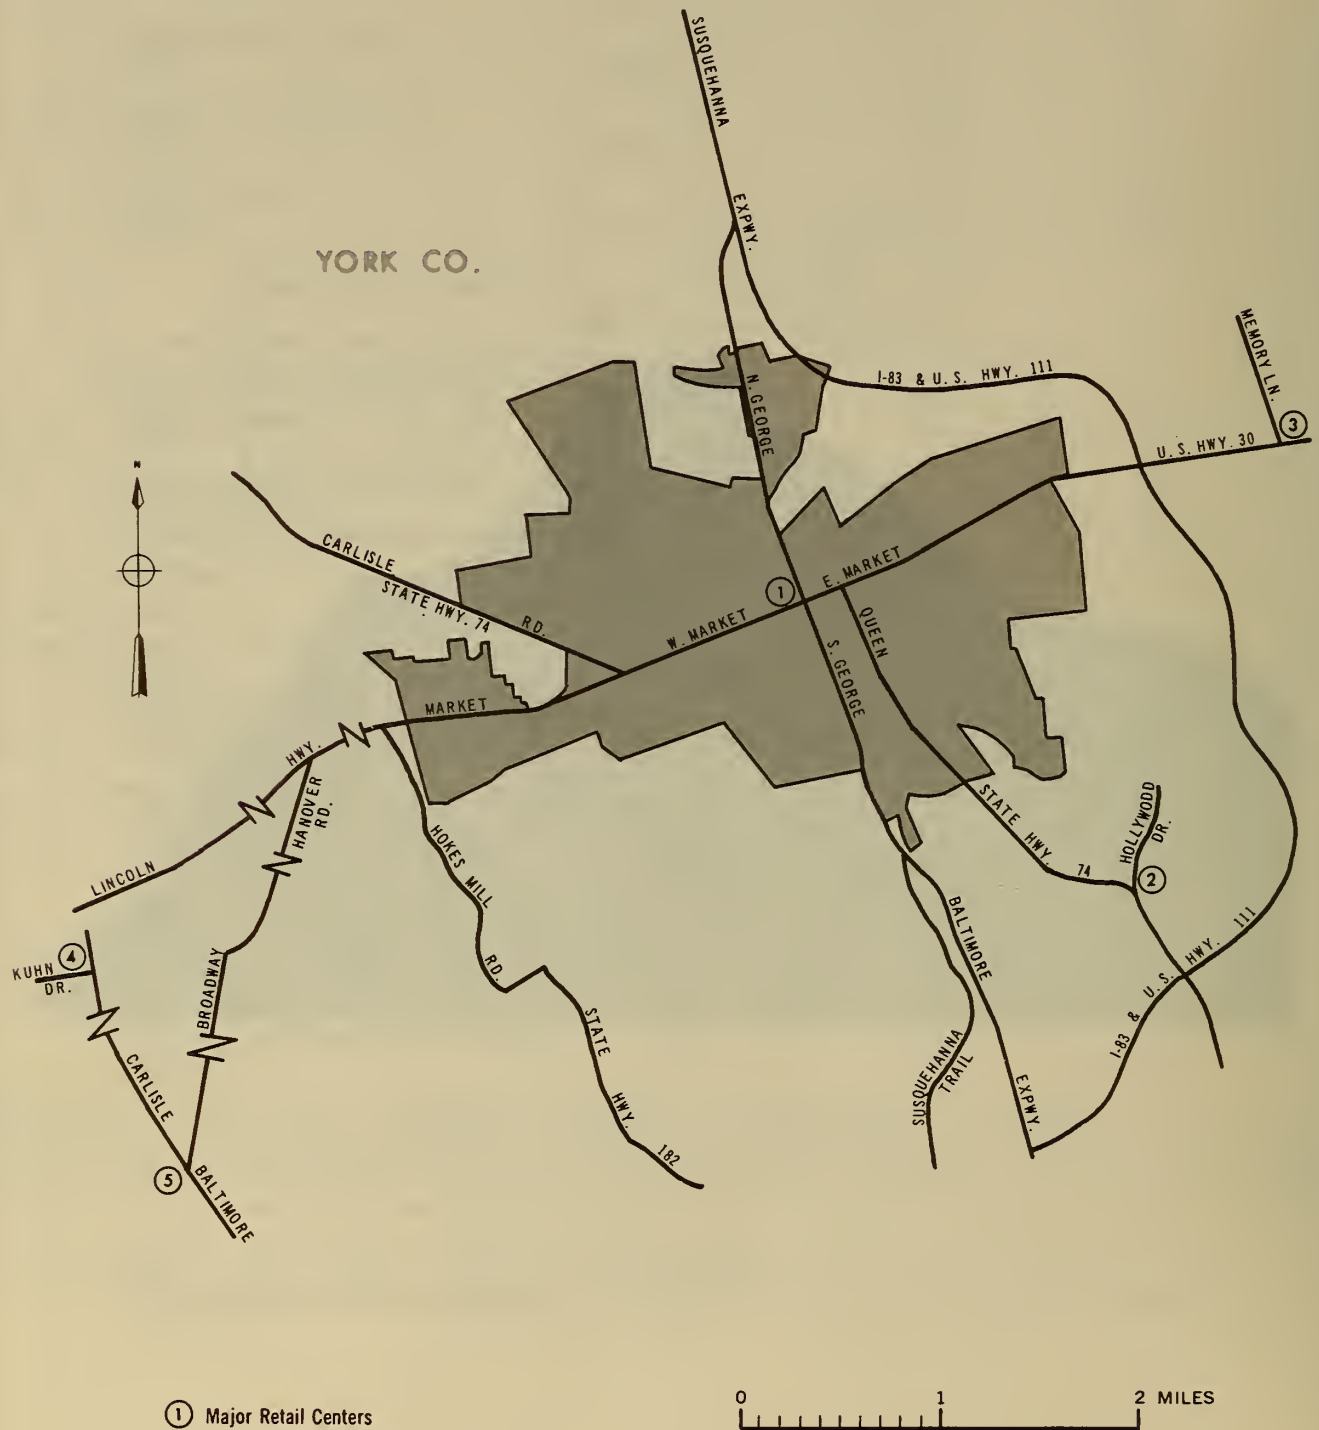 SUSQUEHANNA
EXPWY.
YORK CO.
MEMORY LN.
I-83 & U.S. HWY. 111
N. GEORGE
3
U.S. HWY. 30
N
CARLISLE
RD.
STATE HWY. 74
1
E. MARKET
W. MARKET
QUEEN
S. GEORGE
MARKET
HWY.
LINCOLN
HANOVER
RD.
HOKES MILL
RD.
STATE
HWY.
182
STATE HWY.
74
HOLLYWOOD
DR.
2
BALTIMORE
EXPWY.
I-83 & U.S. HWY. 111
SUSQUEHANNA
TRAIL
4
KUHN
DR.
BROADWAY
CARLISLE
5
BALTIMORE
1 Major Retail Centers
0 1 2 MILES